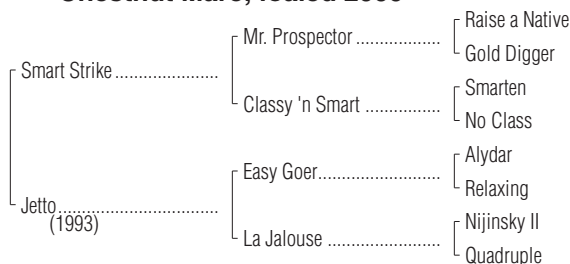 Chestnut Mare; foaled
Raise a Native
Mr. Prospector ..................
Gold Digger
Smart Strike ......................
Smarten
Classy 'n Smart ................
No Class
Alydar
Easy Goer.........................
Relaxing
Jetto..................................
(1993)
Nijinsky II
La Jalouse .......................
Quadruple